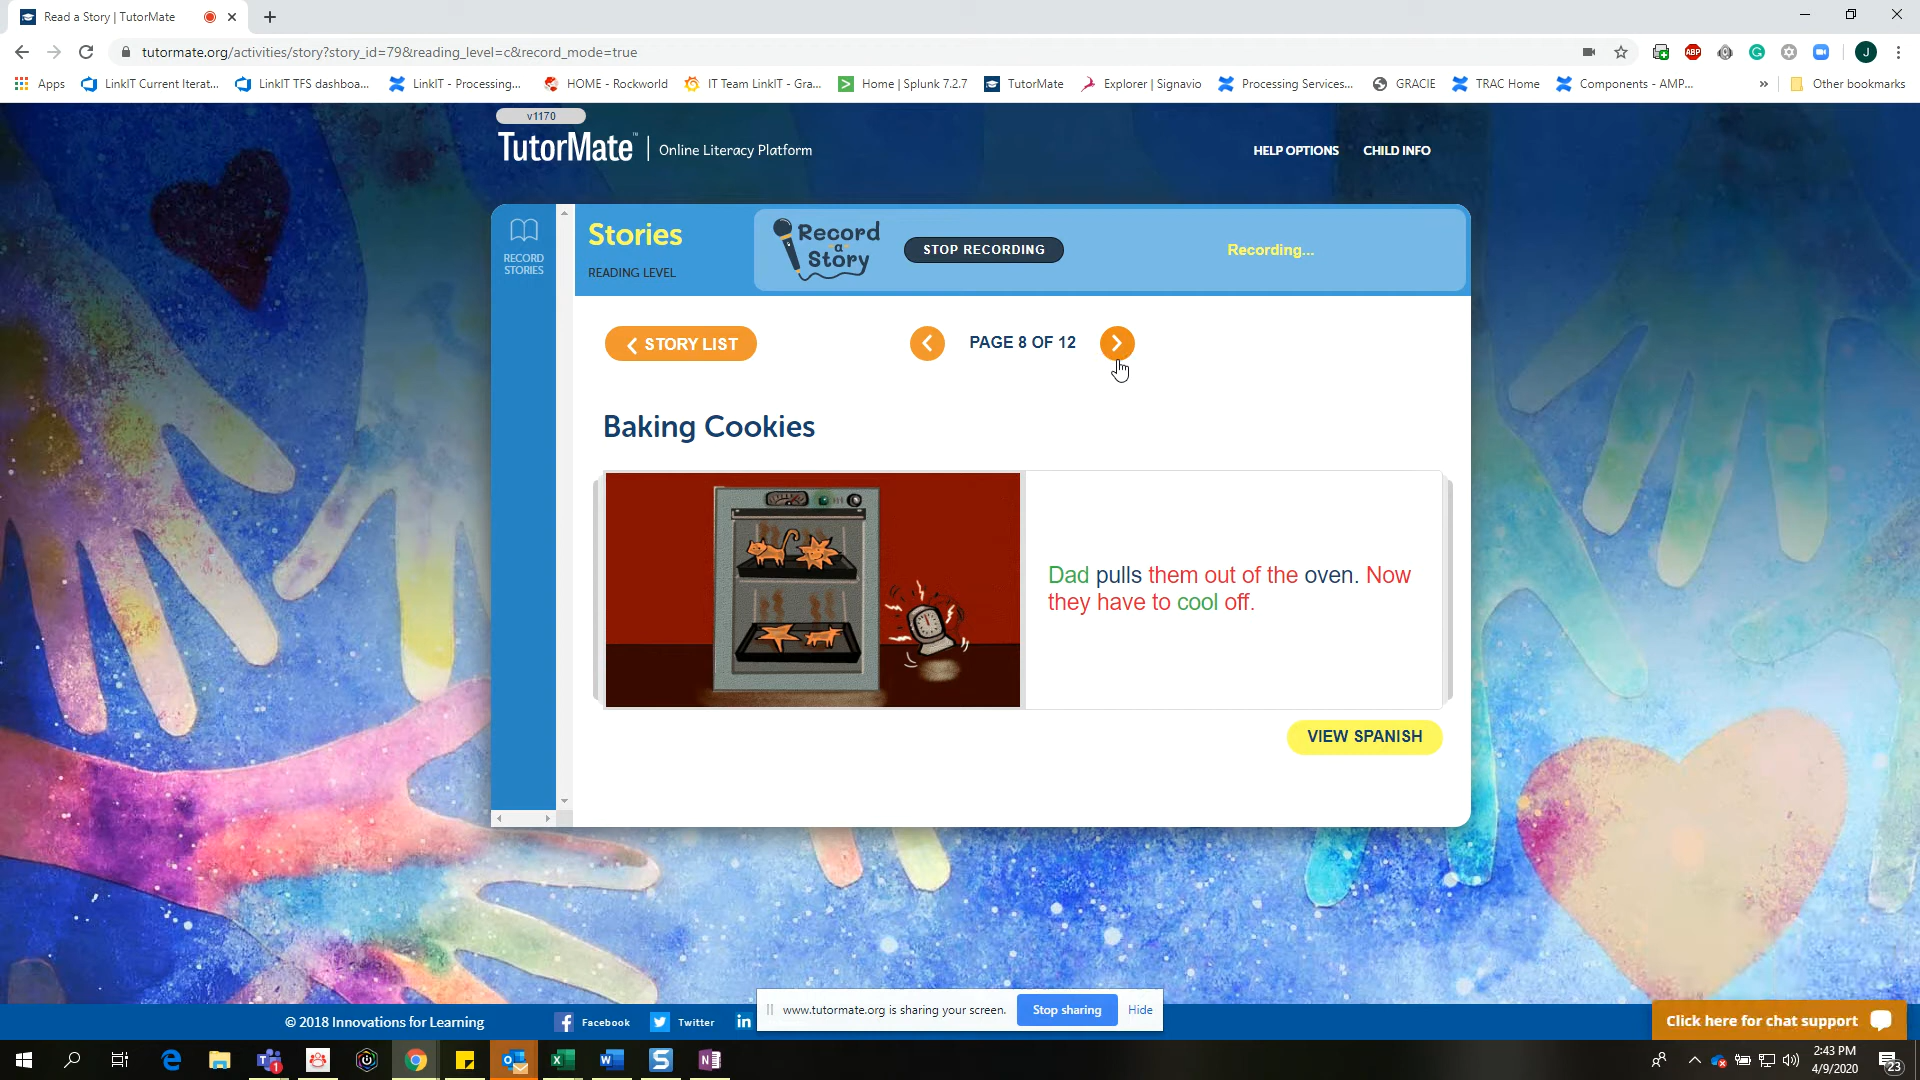 Read a Story | TutorMate
tutormate.org/activities/story?story_id=79&reading_level=c&record_mode=true
ABP
J
Apps
LinkIT Current Iterat...
LinkIT TFS dashboa...
LinkIT - Processing...
HOME - Rockworld
IT Team LinkIT - Gra...
Home | Splunk 7.2.7
TutorMate
Explorer | Signavio
Processing Services...
GRACIE
TRAC Home
Components - AMP...
»
Other bookmarks
v1170
TutorMate™ | Online Literacy Platform
HELP OPTIONS
CHILD INFO
RECORD
STORIES
Stories
READING LEVEL
Record
a
Story
STOP RECORDING
Recording...
STORY LIST
PAGE 8 OF 12
Baking Cookies
Dad pulls them out of the oven. Now
they have to cool off.
VIEW SPANISH
© 2018 Innovations for Learning
Facebook
Twitter
in
www.tutormate.org is sharing your screen.
Stop sharing
Hide
Click here for chat support
2:43 PM
4/9/2020
23